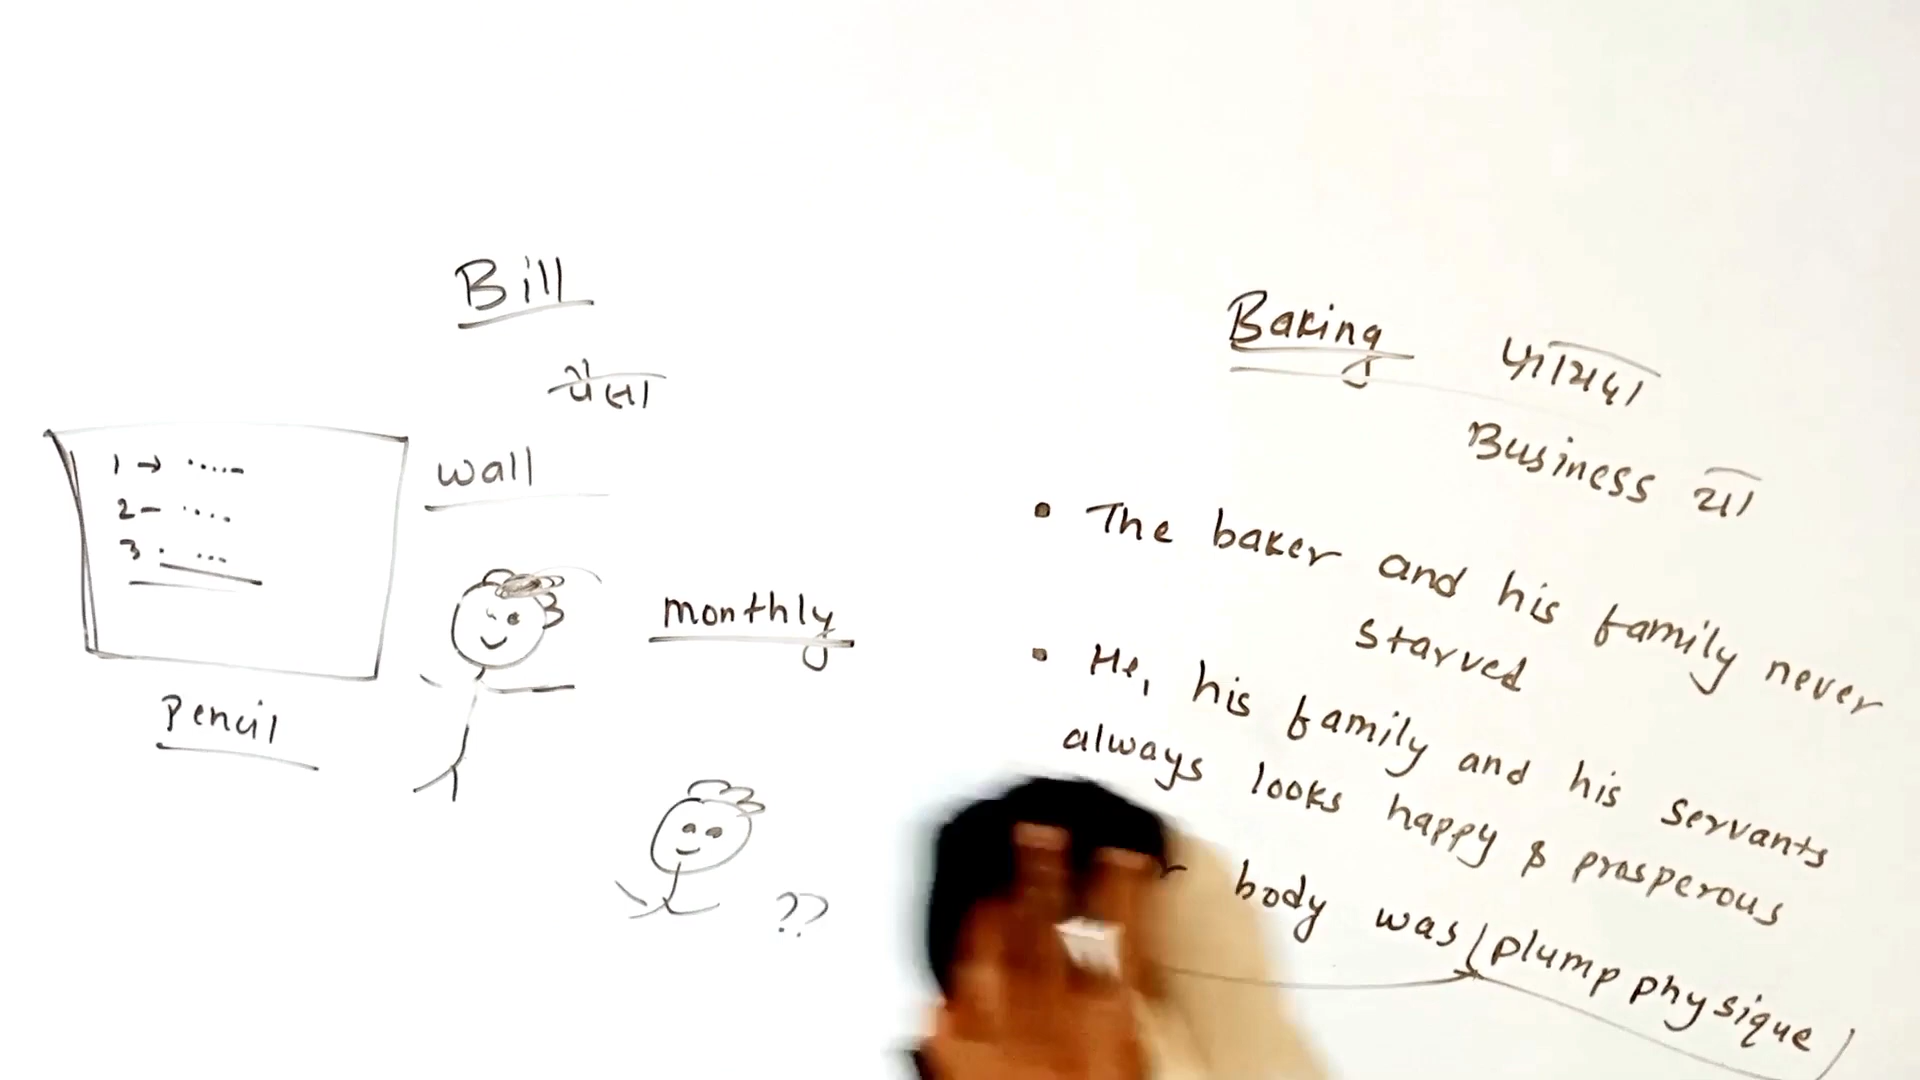 Bill
पैसा
1 → .....
2 - ....
3 . ...
wall
monthly
Pencil
??
Baking फायदा
Business था
• The baker and his family never
starved
• He, his family and his servants
always looks happy & prosperous
body was (plump physique)